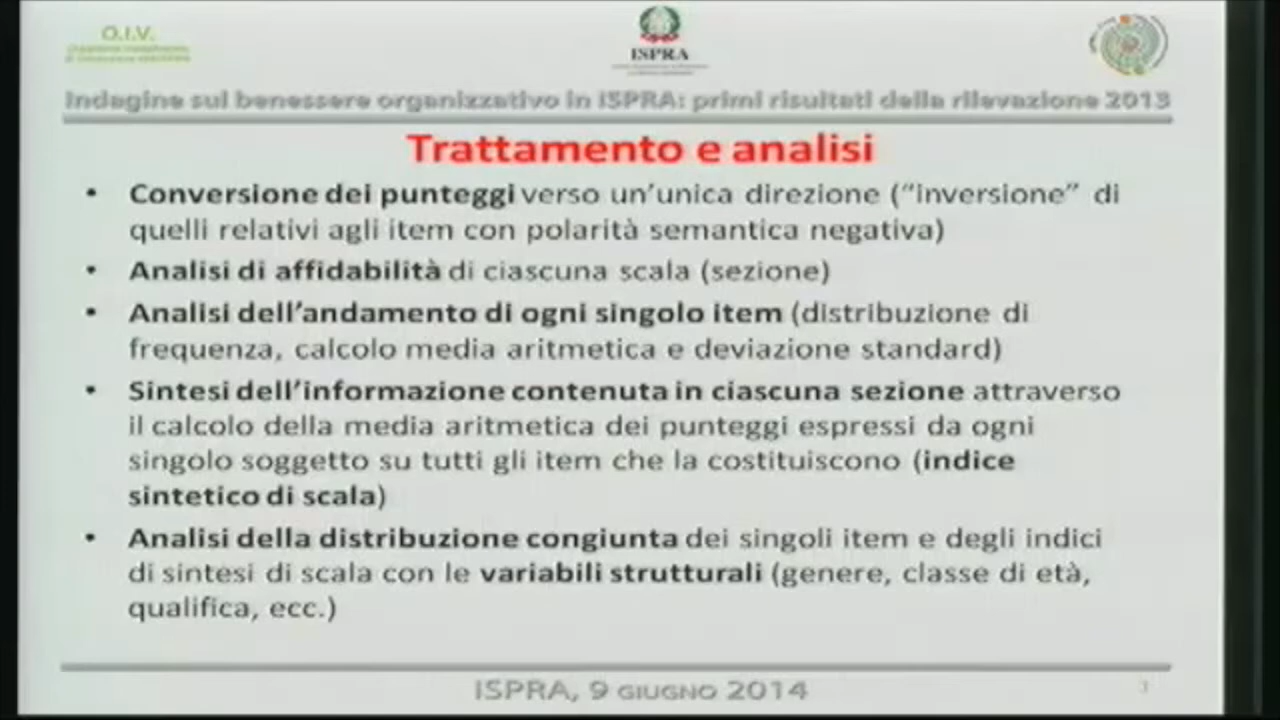 O.I.V.
ISPRA
Indagine sul benessere organizzativo in ISPRA: primi risultati della rilevazione 2013
Trattamento e analisi
• Conversione dei punteggi verso un'unica direzione (“inversione” di
quelli relativi agli item con polarità semantica negativa)
• Analisi di affidabilità di ciascuna scala (sezione)
• Analisi dell'andamento di ogni singolo item (distribuzione di
frequenza, calcolo media aritmetica e deviazione standard)
• Sintesi dell'informazione contenuta in ciascuna sezione attraverso
il calcolo della media aritmetica dei punteggi espressi da ogni
singolo soggetto su tutti gli item che la costituiscono (indice
sintetico di scala)
• Analisi della distribuzione congiunta dei singoli item e degli indici
di sintesi di scala con le variabili strutturali (genere, classe di età,
qualifica, ecc.)
ISPRA, 9 GIUGNO 2014